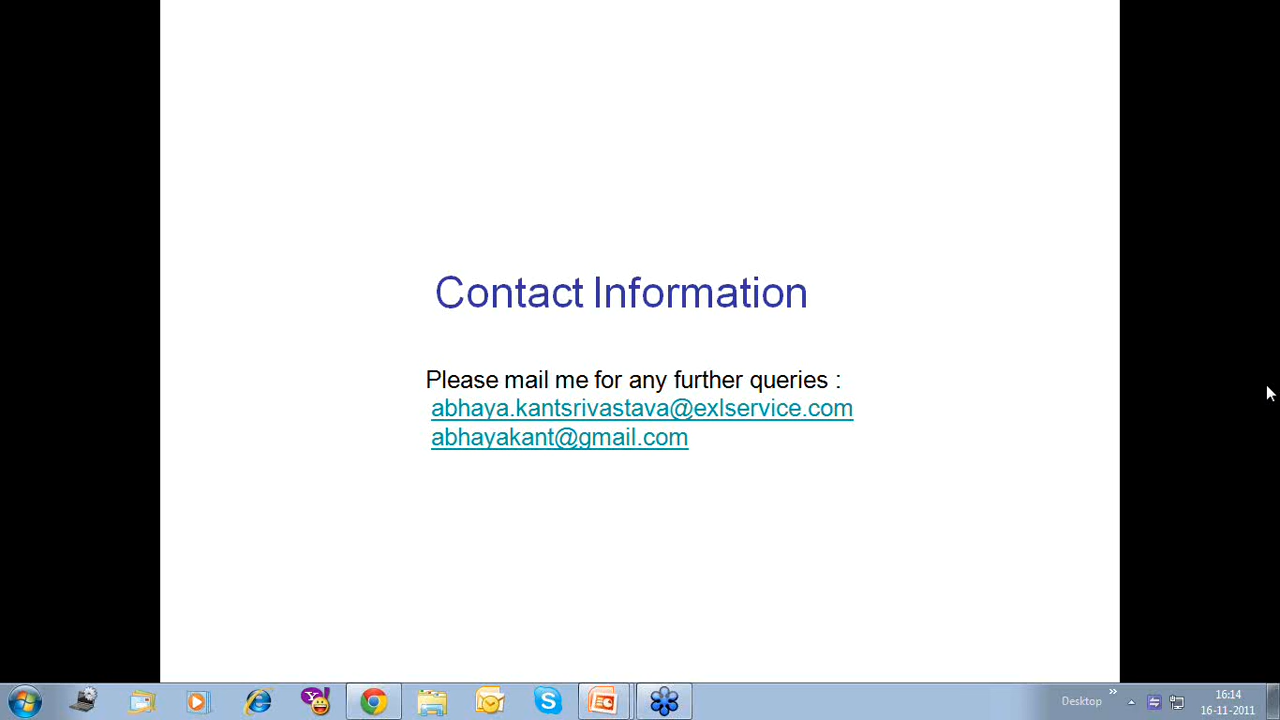 Contact Information
Please mail me for any further queries :
abhaya.kantsrivastava@exlservice.com
abhayakant@gmail.com
Desktop
16:14
16-11-2011